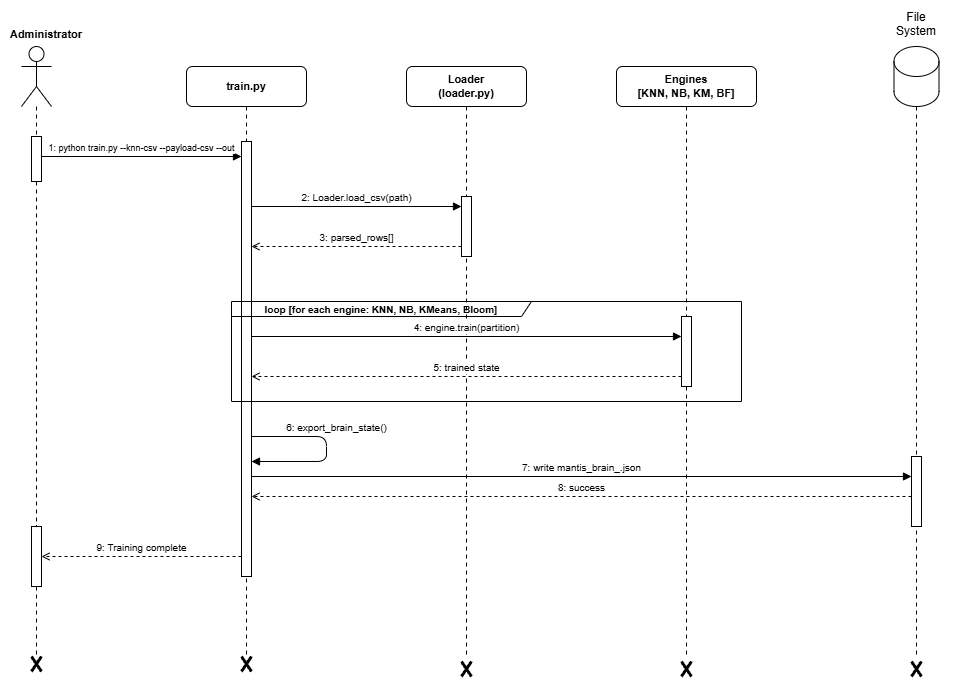 File
System
Administrator
train.py
Loader
(loader.py)
Engines
[KNN, NB, KM, BF]
1: python train.py --knn-csv --payload-csv --out
2: Loader.load_csv(path)
3: parsed_rows[]
loop [for each engine: KNN, NB, KMeans, Bloom]
4: engine.train(partition)
5: trained state
6: export_brain_state()
7: write mantis_brain_.json
8: success
9: Training complete